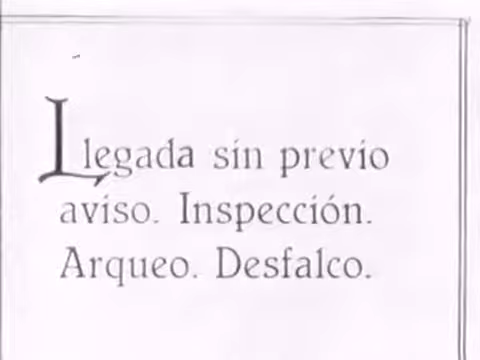 Llegada sin previo
aviso. Inspección.
Arqueo. Desfalco.